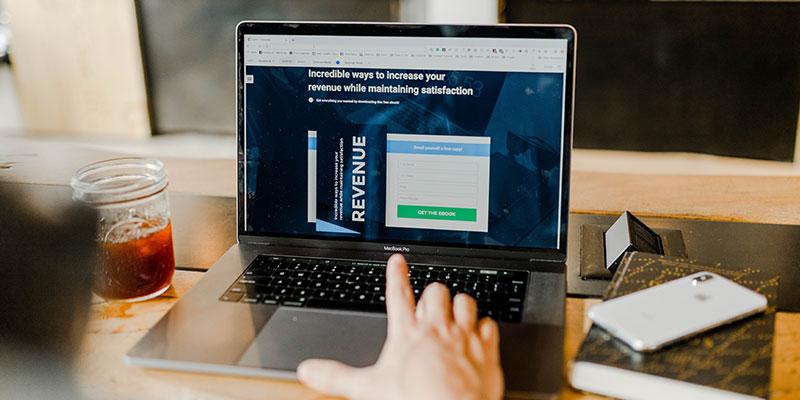 Incredible ways to increase your
revenue while maintaining satisfaction
Get everything you wanted by downloading this free ebook!
Incredible ways to increase your
revenue while maintaining satisfaction
REVENUE
Send yourself a free copy!
GET THE EBOOK
MacBook Pro